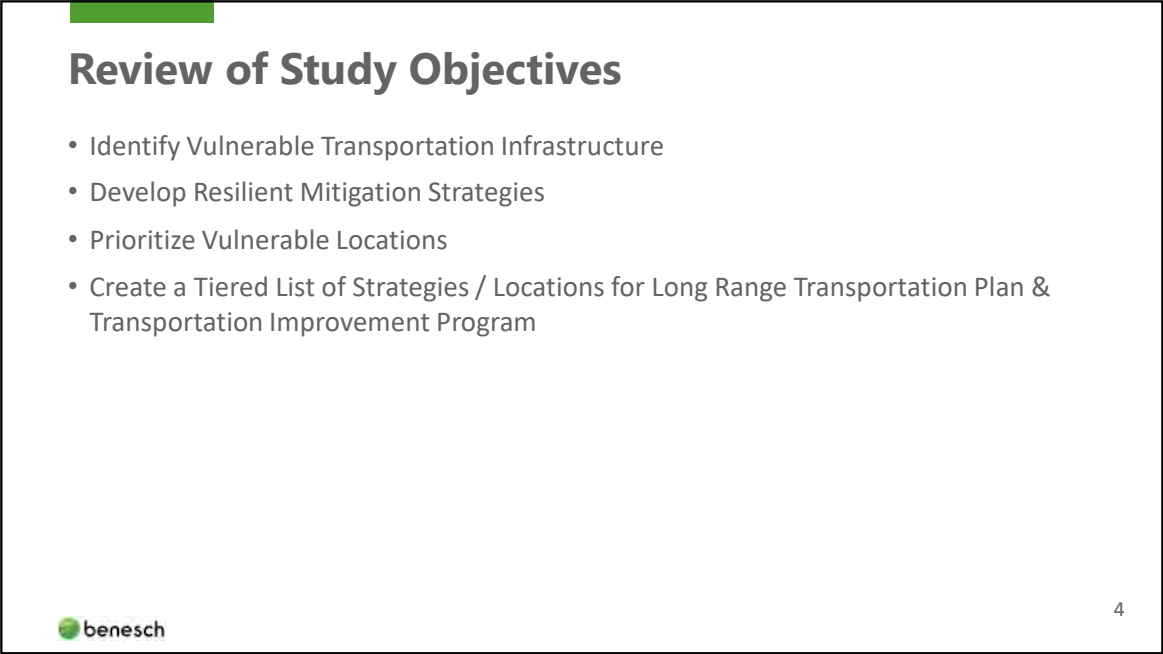 Review of Study Objectives
• Identify Vulnerable Transportation Infrastructure
• Develop Resilient Mitigation Strategies
• Prioritize Vulnerable Locations
• Create a Tiered List of Strategies / Locations for Long Range Transportation Plan &
Transportation Improvement Program
benesch
4